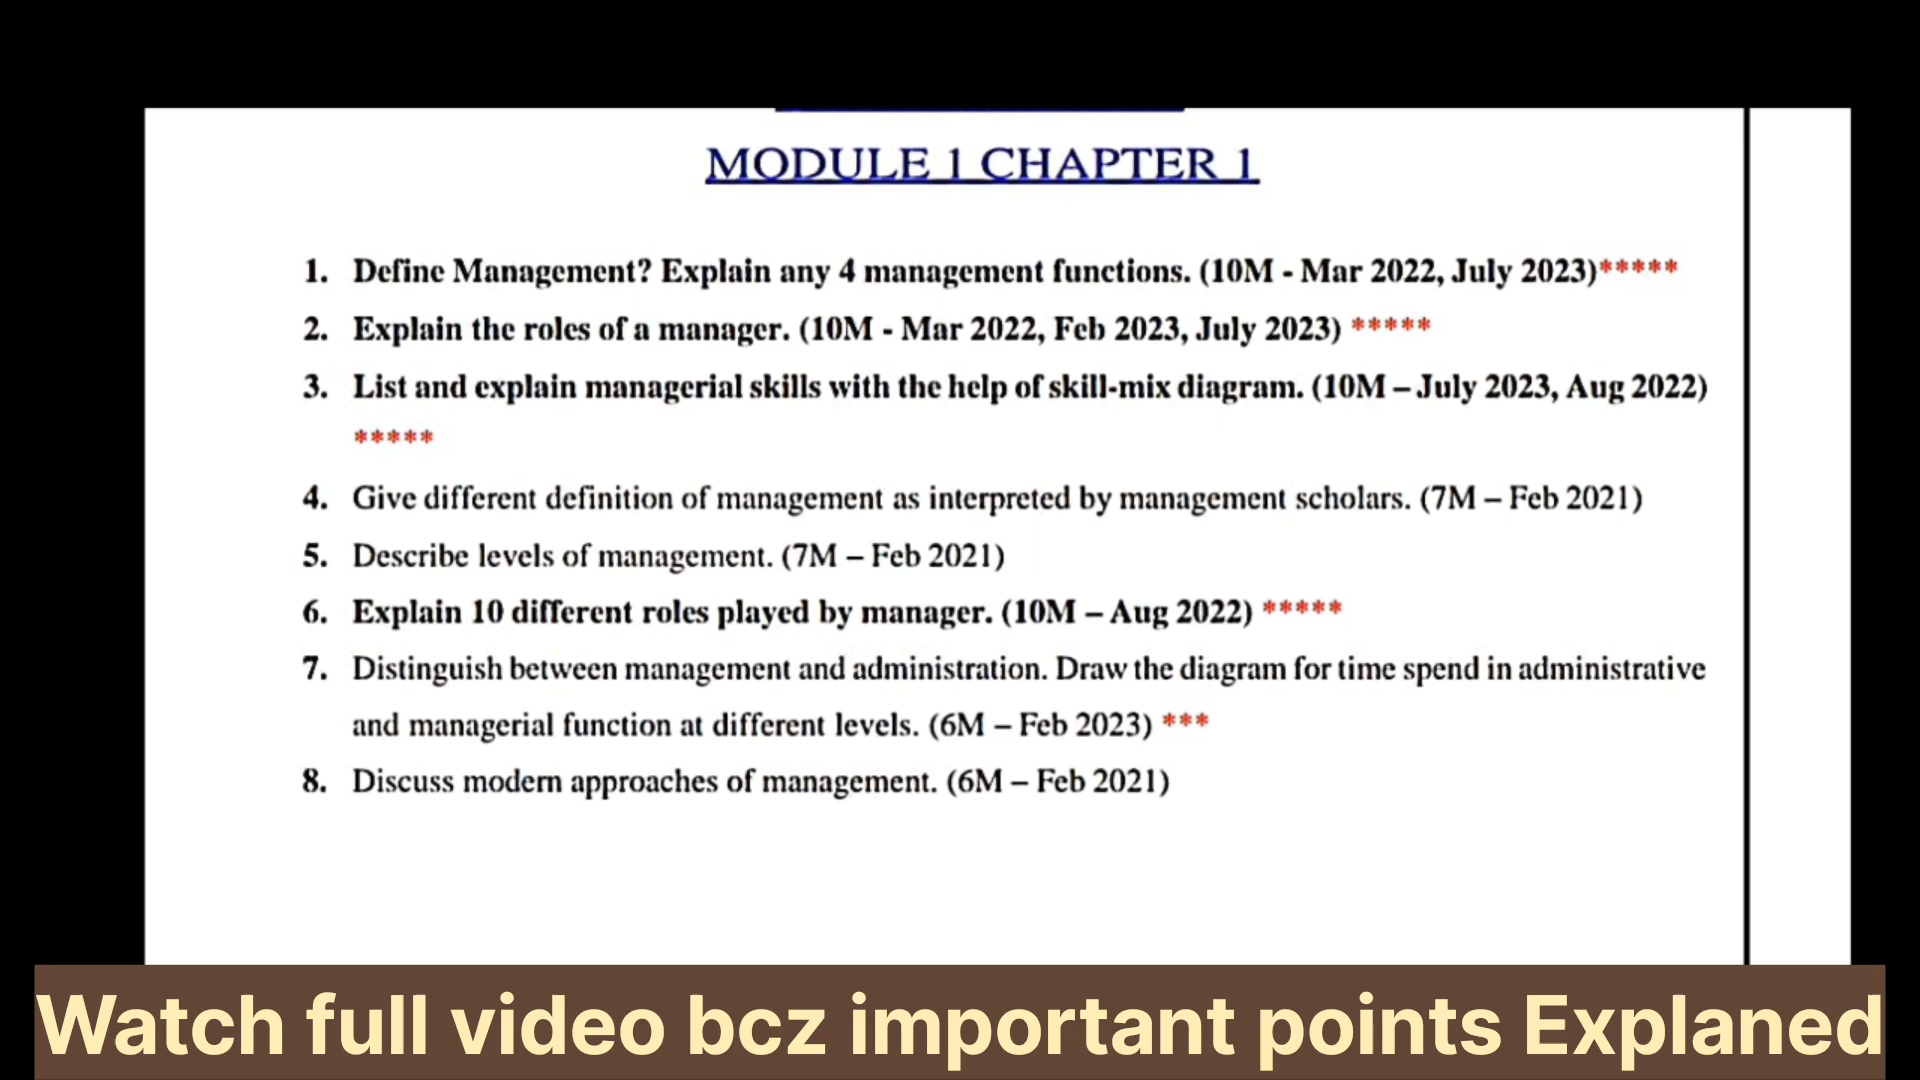 MODULE 1 CHAPTER 1
1. Define Management? Explain any 4 management functions. (10M - Mar 2022, July 2023)*****
2. Explain the roles of a manager. (10M - Mar 2022, Feb 2023, July 2023) *****
3. List and explain managerial skills with the help of skill-mix diagram. (10M – July 2023, Aug 2022)
*****
4. Give different definition of management as interpreted by management scholars. (7M – Feb 2021)
5. Describe levels of management. (7M – Feb 2021)
6. Explain 10 different roles played by manager. (10M – Aug 2022) *****
7. Distinguish between management and administration. Draw the diagram for time spend in administrative
and managerial function at different levels. (6M – Feb 2023) ***
8. Discuss modern approaches of management. (6M – Feb 2021)
Watch full video bcz important points Explaned